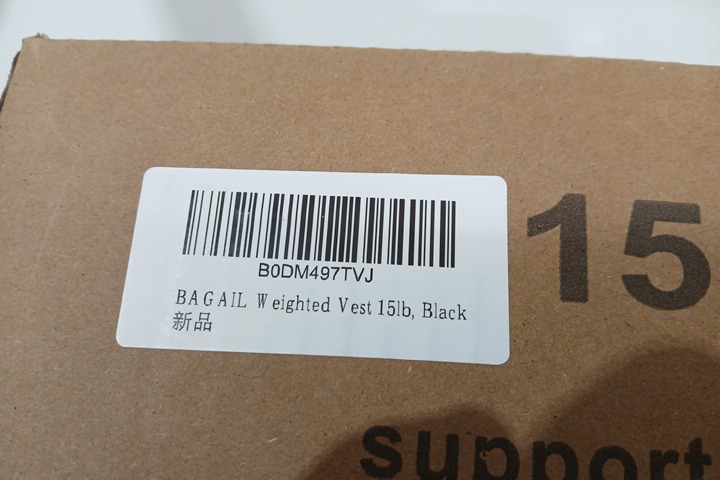 B0DM497TVJ
BAGAIL Weighted Vest 15lb, Black
新品
15
support